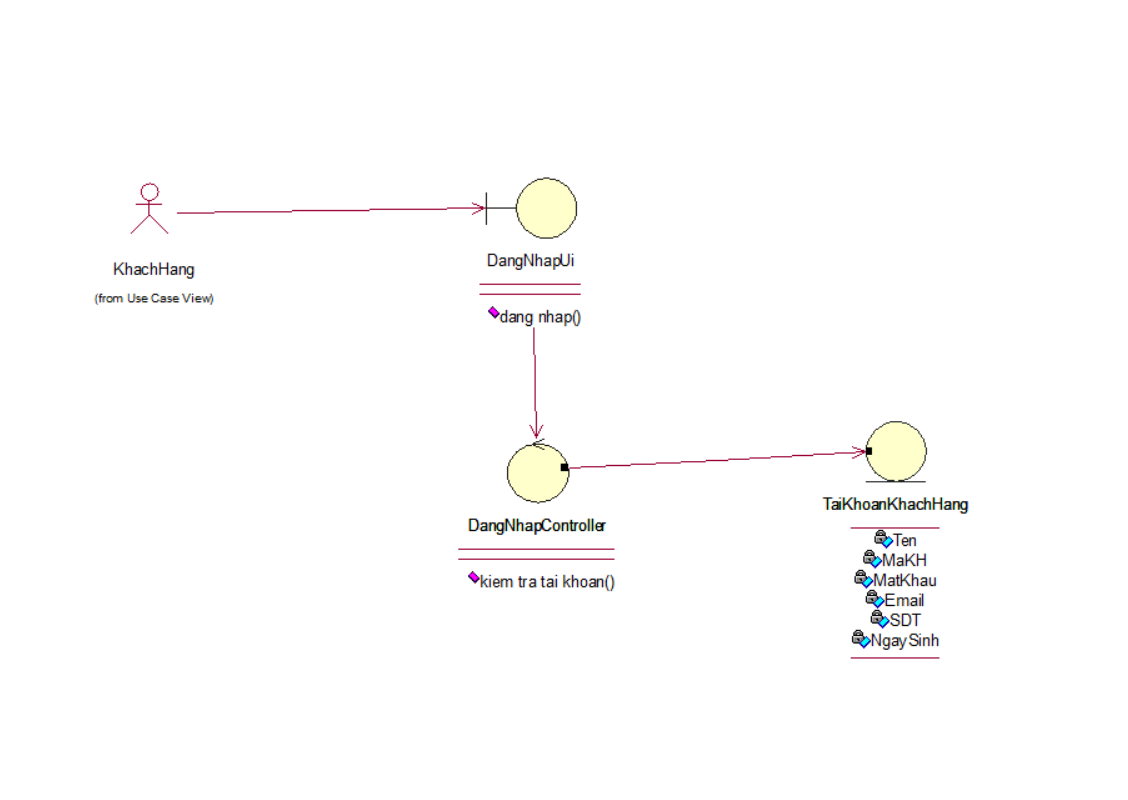 KhachHang
(from Use Case View)
DangNhapUi
dang nhap()
DangNhapController
kiem tra tai khoan()
TaiKhoanKhachHang
Ten
MaKH
MatKhau
Email
SDT
NgaySinh